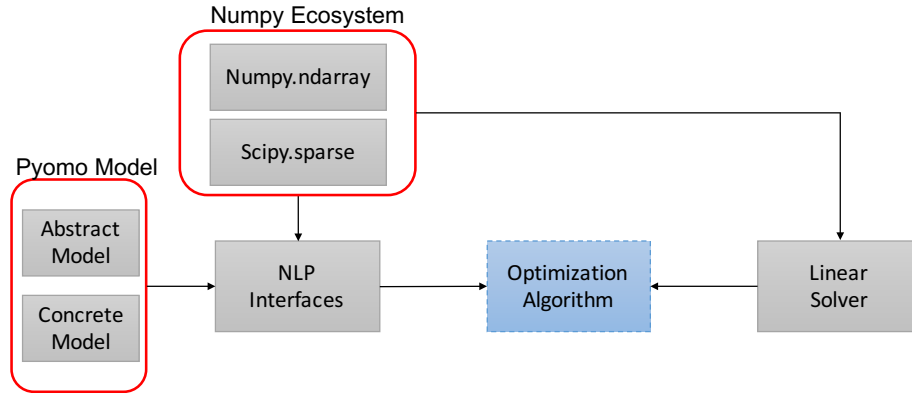 Numpy Ecosystem
Numpy.ndarray
Scipy.sparse
Pyomo Model
Abstract
Model
Concrete
Model
NLP
Interfaces
Optimization
Algorithm
Linear
Solver